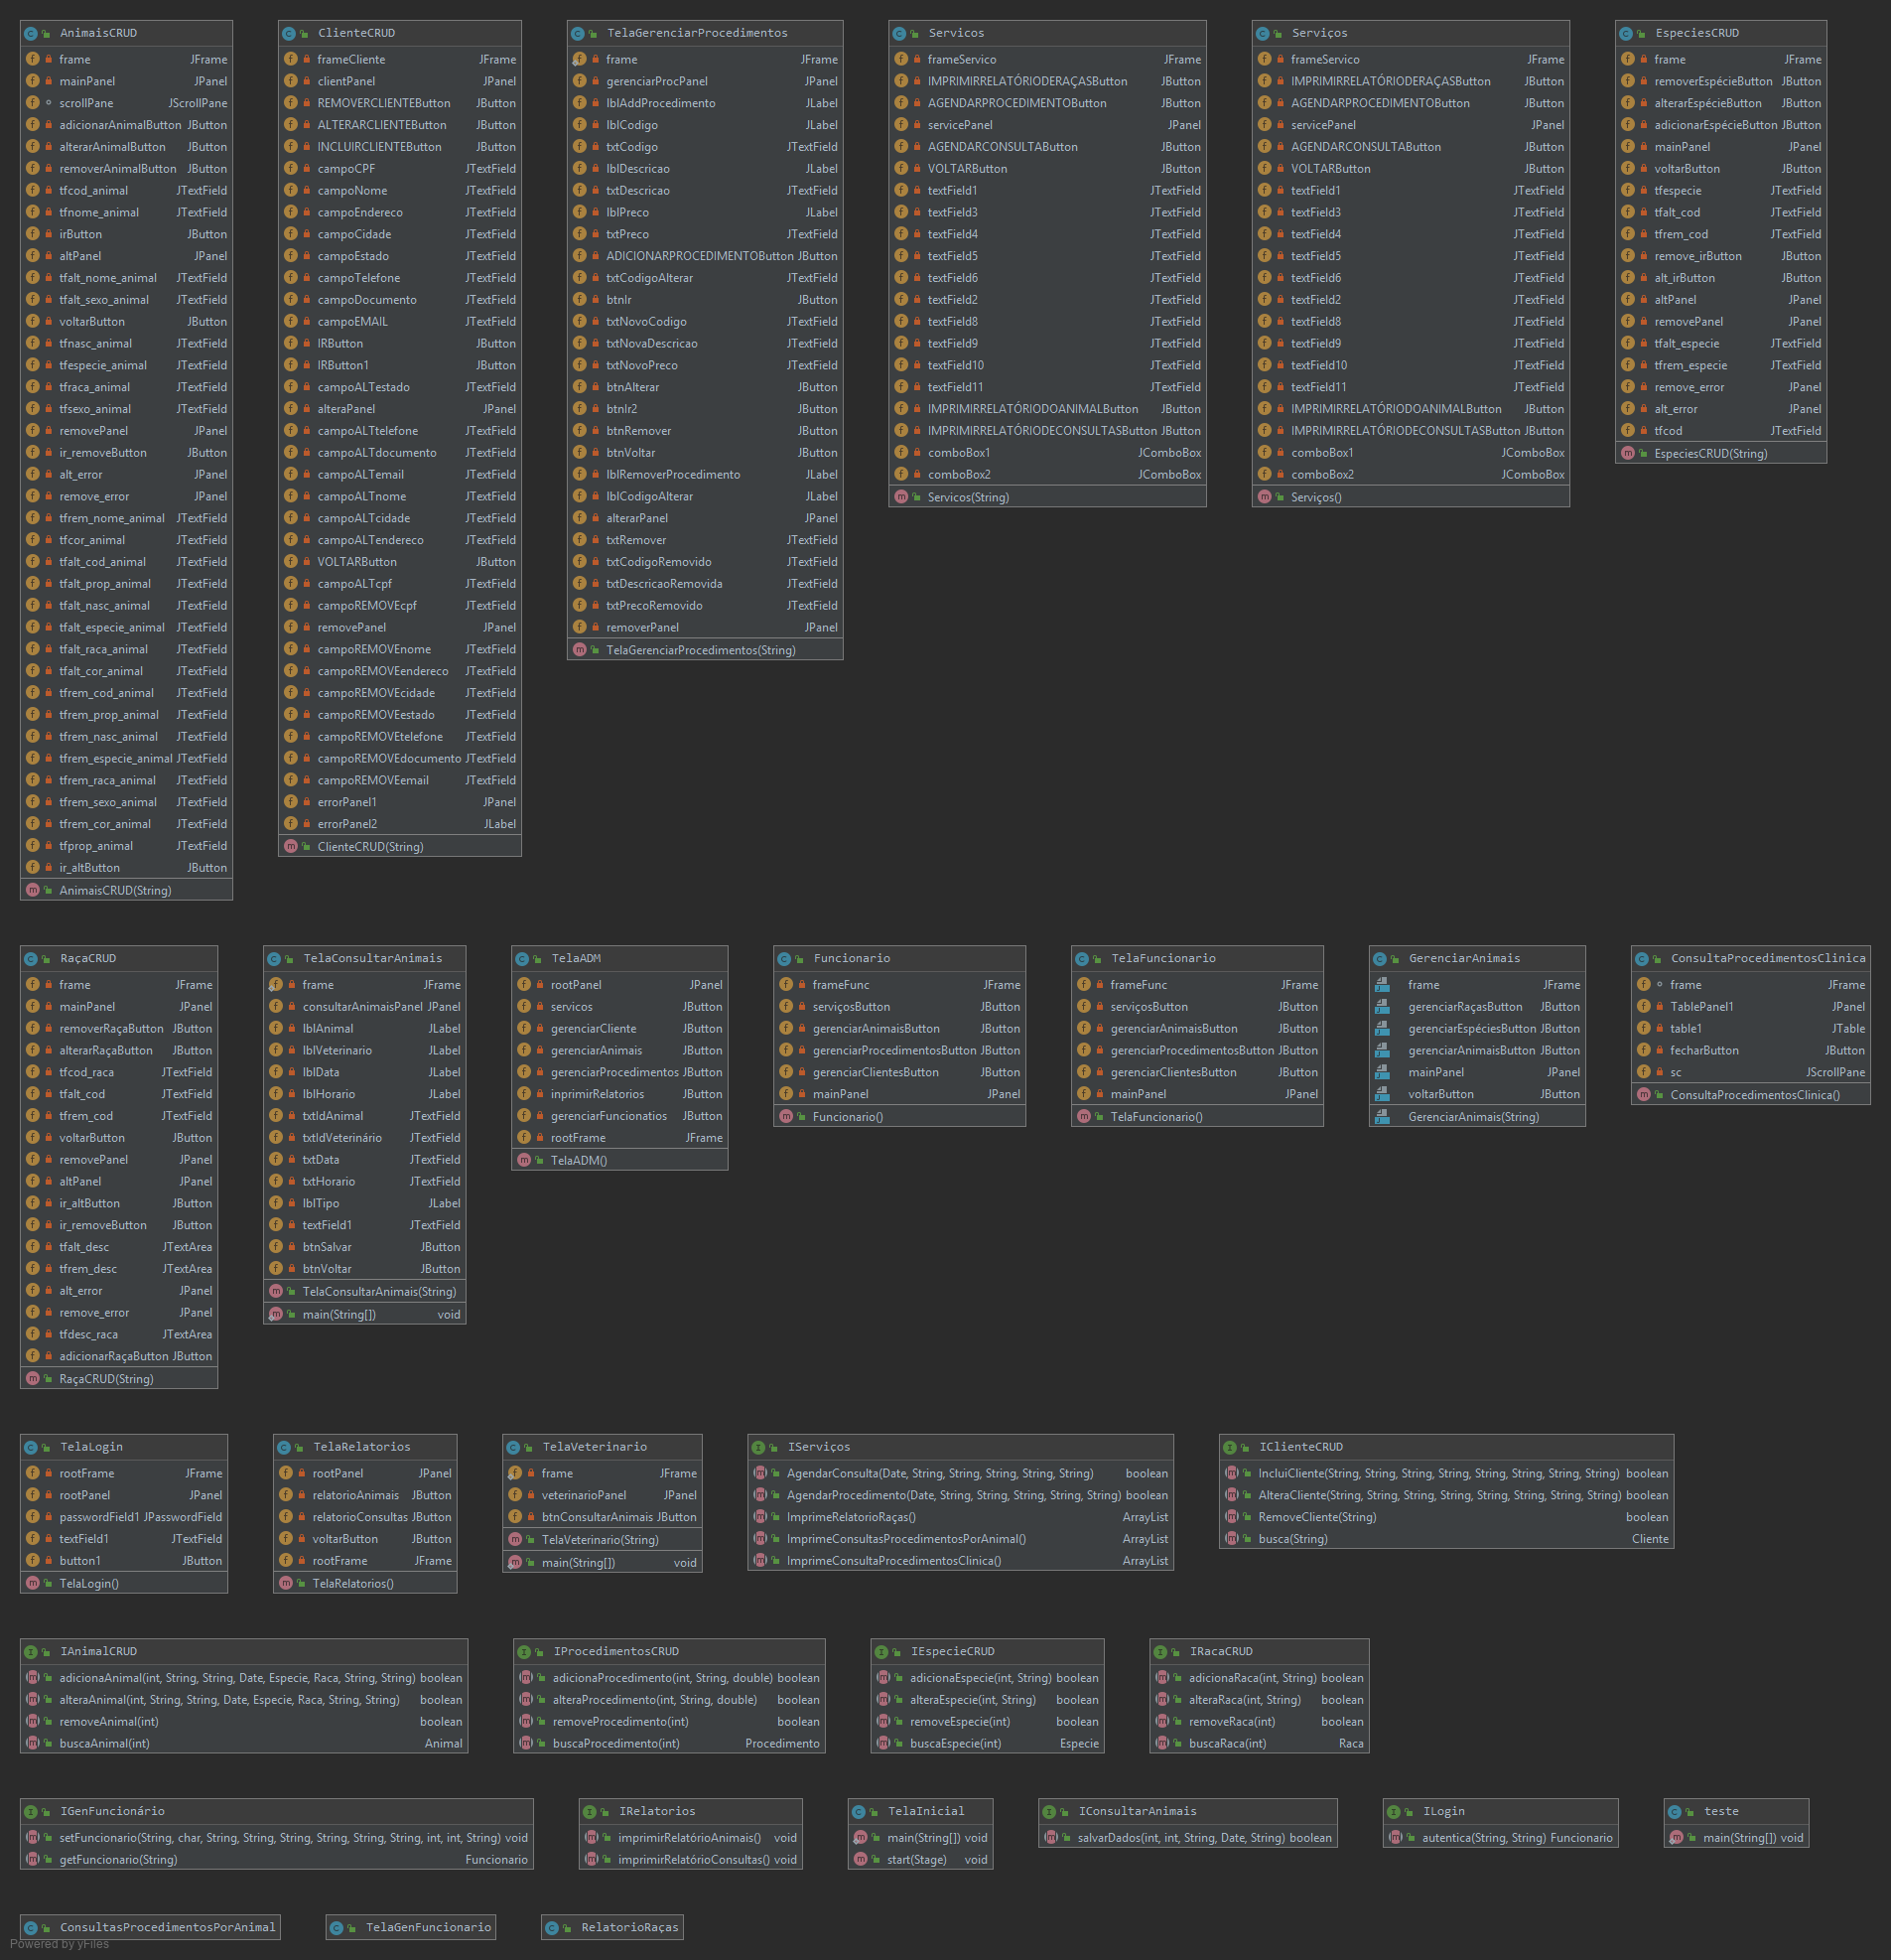 AnimaisCRUD
frame JFrame
mainPanel JPanel
scrollPane JScrollPane
adicionarAnimalButton JButton
alterarAnimalButton JButton
removerAnimalButton JButton
tfcod_animal JTextField
tfnome_animal JTextField
irButton JButton
altPanel JPanel
tfalt_nome_animal JTextField
tfalt_sexo_animal JTextField
voltarButton JButton
tfnasc_animal JTextField
tfespecie_animal JTextField
tfraca_animal JTextField
tfsexo_animal JTextField
removePanel JPanel
ir_removeButton JButton
alt_error JPanel
remove_error JPanel
tfrem_nome_animal JTextField
tfcor_animal JTextField
tfalt_cod_animal JTextField
tfalt_prop_animal JTextField
tfalt_nasc_animal JTextField
tfalt_especie_animal JTextField
tfalt_raca_animal JTextField
tfalt_cor_animal JTextField
tfrem_cod_animal JTextField
tfrem_prop_animal JTextField
tfrem_nasc_animal JTextField
tfrem_especie_animal JTextField
tfrem_raca_animal JTextField
tfrem_sexo_animal JTextField
tfrem_cor_animal JTextField
tfprop_animal JTextField
ir_altButton JButton
AnimaisCRUD(String)
ClienteCRUD
frameCliente JFrame
clientPanel JPanel
REMOVERCLIENTEButton JButton
ALTERARCLIENTEButton JButton
INCLUIRCLIENTEButton JButton
campoCPF JTextField
campoNome JTextField
campoEndereco JTextField
campoCidade JTextField
campoEstado JTextField
campoTelefone JTextField
campoDocumento JTextField
campoEMAIL JTextField
IRButton JButton
IRButton1 JButton
campoALTestado JTextField
alteraPanel JPanel
campoALTtelefone JTextField
campoALTdocumento JTextField
campoALTemail JTextField
campoALTnome JTextField
campoALTcidade JTextField
campoALTendereco JTextField
VOLTARButton JButton
campoALTcpf JTextField
campoREMOVEcpf JTextField
removePanel JPanel
campoREMOVEnome JTextField
campoREMOVEendereco JTextField
campoREMOVEcidade JTextField
campoREMOVEestado JTextField
campoREMOVEtelefone JTextField
campoREMOVEdocumento JTextField
campoREMOVEemail JTextField
errorPanel1 JPanel
errorPanel2 JLabel
ClienteCRUD(String)
TelaGerenciarProcedimentos
frame JFrame
gerenciarProcPanel JPanel
lblAddProcedimento JLabel
lblCodigo JLabel
txtCodigo JTextField
lblDescricao JLabel
txtDescricao JTextField
lblPreco JLabel
txtPreco JTextField
ADICIONARPROCEDIMENTOButton JButton
txtCodigoAlterar JTextField
btnIr JButton
txtNovoCodigo JTextField
txtNovaDescricao JTextField
txtNovoPreco JTextField
btnAlterar JButton
btnIr2 JButton
btnRemover JButton
btnVoltar JButton
lblRemoverProcedimento JLabel
lblCodigoAlterar JLabel
alterarPanel JPanel
txtRemover JTextField
txtCodigoRemovido JTextField
txtDescricaoRemovida JTextField
txtPrecoRemovido JTextField
removerPanel JPanel
TelaGerenciarProcedimentos(String)
Servicos
frameServico JFrame
IMPRIMIRRELATÓRIODERAÇASButton JButton
AGENDARPROCEDIMENTOButton JButton
servicePanel JPanel
AGENDARCONSULTAButton JButton
VOLTARButton JButton
textField1 JTextField
textField3 JTextField
textField4 JTextField
textField5 JTextField
textField6 JTextField
textField2 JTextField
textField8 JTextField
textField9 JTextField
textField10 JTextField
textField11 JTextField
IMPRIMIRRELATÓRIODOANIMALButton JButton
IMPRIMIRRELATÓRIODECONSULTASButton JButton
comboBox1 JComboBox
comboBox2 JComboBox
Servicos(String)
Serviços
frameServico JFrame
IMPRIMIRRELATÓRIODERAÇASButton JButton
AGENDARPROCEDIMENTOButton JButton
servicePanel JPanel
AGENDARCONSULTAButton JButton
VOLTARButton JButton
textField1 JTextField
textField3 JTextField
textField4 JTextField
textField5 JTextField
textField6 JTextField
textField2 JTextField
textField8 JTextField
textField9 JTextField
textField10 JTextField
textField11 JTextField
IMPRIMIRRELATÓRIODOANIMALButton JButton
IMPRIMIRRELATÓRIODECONSULTASButton JButton
comboBox1 JComboBox
comboBox2 JComboBox
Serviços()
EspeciesCRUD
frame JFrame
removerEspécieButton JButton
alterarEspécieButton JButton
adicionarEspécieButton JButton
mainPanel JPanel
voltarButton JButton
tfespecie JTextField
tfalt_cod JTextField
tfrem_cod JTextField
remove_irButton JButton
alt_irButton JButton
altPanel JPanel
removePanel JPanel
tfalt_especie JTextField
tfrem_especie JTextField
remove_error JPanel
alt_error JPanel
tfcod JTextField
EspeciesCRUD(String)
RaçaCRUD
frame JFrame
mainPanel JPanel
removerRaçaButton JButton
alterarRaçaButton JButton
tfcod_raca JTextField
tfalt_cod JTextField
tfrem_cod JTextField
voltarButton JButton
removePanel JPanel
altPanel JPanel
ir_altButton JButton
ir_removeButton JButton
tfalt_desc JTextArea
tfrem_desc JTextArea
alt_error JPanel
remove_error JPanel
tfdesc_raca JTextArea
adicionarRaçaButton JButton
RaçaCRUD(String)
TelaConsultarAnimais
frame JFrame
consultarAnimaisPanel JPanel
lblAnimal JLabel
lblVeterinario JLabel
lblData JLabel
lblHorario JLabel
txtIdAnimal JTextField
txtIdVeterinário JTextField
txtData JTextField
txtHorario JTextField
lblTipo JLabel
textField1 JTextField
btnSalvar JButton
btnVoltar JButton
TelaConsultarAnimais(String)
main(String[]) void
TelaADM
rootPanel JPanel
servicos JButton
gerenciarCliente JButton
gerenciarAnimais JButton
gerenciarProcedimentos JButton
inprimirRelatorios JButton
gerenciarFuncionatios JButton
rootFrame JFrame
TelaADM()
Funcionario
frameFunc JFrame
serviçosButton JButton
gerenciarAnimaisButton JButton
gerenciarProcedimentosButton JButton
gerenciarClientesButton JButton
mainPanel JPanel
Funcionario()
TelaFuncionario
frameFunc JFrame
serviçosButton JButton
gerenciarAnimaisButton JButton
gerenciarProcedimentosButton JButton
gerenciarClientesButton JButton
mainPanel JPanel
TelaFuncionario()
GerenciarAnimais
frame JFrame
gerenciarRaçasButton JButton
gerenciarEspéciesButton JButton
gerenciarAnimaisButton JButton
mainPanel JPanel
voltarButton JButton
GerenciarAnimais(String)
ConsultaProcedimentosClinica
frame JFrame
TablePanel1 JPanel
table1 JTable
fecharButton JButton
sc JScrollPane
ConsultaProcedimentosClinica()
TelaLogin
rootFrame JFrame
rootPanel JPanel
passwordField1 JPasswordField
textField1 JTextField
button1 JButton
TelaLogin()
TelaRelatorios
rootPanel JPanel
relatorioAnimais JButton
relatorioConsultas JButton
voltarButton JButton
rootFrame JFrame
TelaRelatorios()
TelaVeterinario
frame JFrame
veterinarioPanel JPanel
btnConsultarAnimais JButton
TelaVeterinario(String)
main(String[]) void
IServiços
AgendarConsulta(Date, String, String, String, String, String) boolean
AgendarProcedimento(Date, String, String, String, String, String) boolean
ImprimeRelatorioRaças() ArrayList
ImprimeConsultasProcedimentosPorAnimal() ArrayList
ImprimeConsultaProcedimentosClinica() ArrayList
IClienteCRUD
IncluiCliente(String, String, String, String, String, String, String, String) boolean
AlteraCliente(String, String, String, String, String, String, String, String) boolean
RemoveCliente(String) boolean
busca(String) Cliente
IAnimalCRUD
adicionaAnimal(int, String, String, Date, Especie, Raca, String, String) boolean
alteraAnimal(int, String, String, Date, Especie, Raca, String, String) boolean
removeAnimal(int) boolean
buscaAnimal(int) Animal
IProcedimentosCRUD
adicionaProcedimento(int, String, double) boolean
alteraProcedimento(int, String, double) boolean
removeProcedimento(int) boolean
buscaProcedimento(int) Procedimento
IEspecieCRUD
adicionaEspecie(int, String) boolean
alteraEspecie(int, String) boolean
removeEspecie(int) boolean
buscaEspecie(int) Especie
IRacaCRUD
adicionaRaca(int, String) boolean
alteraRaca(int, String) boolean
removeRaca(int) boolean
buscaRaca(int) Raca
IGenFuncionário
setFuncionario(String, char, String, String, String, String, String, String, int, int, String) void
getFuncionario(String) Funcionario
IRelatorios
imprimirRelatórioAnimais() void
imprimirRelatórioConsultas() void
TelaInicial
main(String[]) void
start(Stage) void
IConsultarAnimais
salvarDados(int, int, String, Date, String) boolean
ILogin
autentica(String, String) Funcionario
teste
main(String[]) void
ConsultasProcedimentosPorAnimal
TelaGenFuncionario
RelatorioRaças
Powered by yFiles